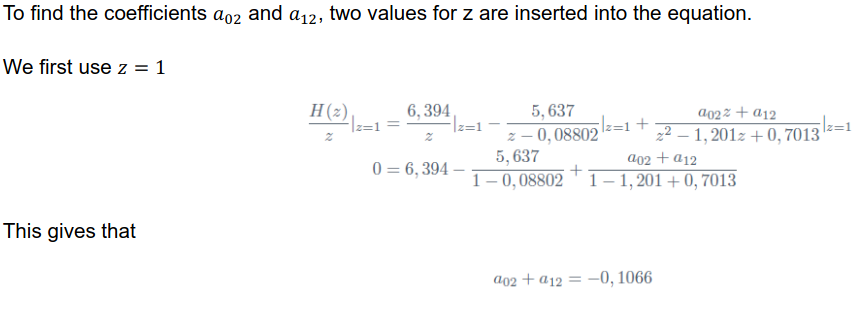 To find the coefficients a₀₂ and a₁₂, two values for z are inserted into the equation.
We first use z = 1
H(z)/z |z=1 = 6,394/z |z=1 − 5,637/(z − 0,08802) |z=1 + (a₀₂z + a₁₂)/(z² − 1,201z + 0,7013) |z=1
0 = 6,394 − 5,637/(1 − 0,08802) + (a₀₂ + a₁₂)/(1 − 1,201 + 0,7013)
This gives that
a₀₂ + a₁₂ = −0,1066